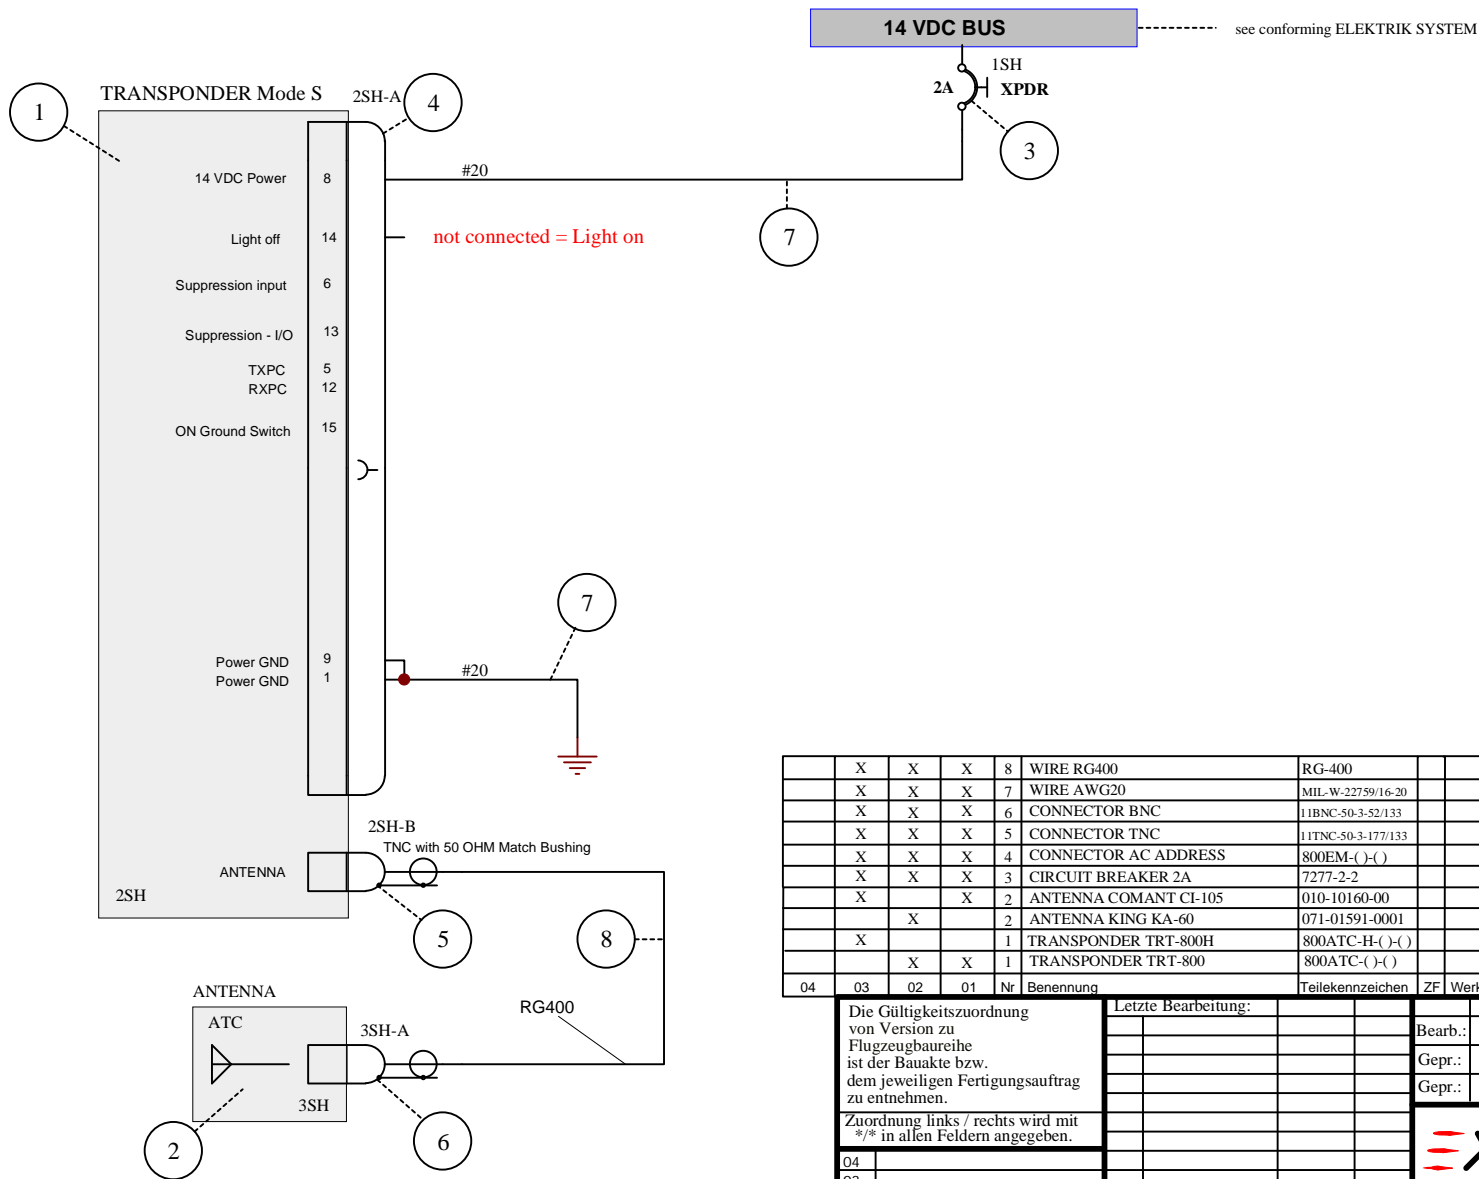 14 VDC BUS
see conforming ELEKTRIK SYSTEM
1SH
2A XPDR
3
TRANSPONDER Mode S
2SH-A
4
1
14 VDC Power 8
#20
7
Light off 14
not connected = Light on
Suppression input 6
Suppression - I/O 13
TXPC 5
RXPC 12
ON Ground Switch 15
7
Power GND 9
Power GND 1
#20
2SH-B
TNC with 50 OHM Match Bushing
ANTENNA
2SH
5
8
ANTENNA
ATC
3SH-A
RG400
3SH
2
6
X X X 8 WIRE RG400 RG-400
X X X 7 WIRE AWG20 MIL-W-22759/16-20
X X X 6 CONNECTOR BNC 11BNC-50-3-52/133
X X X 5 CONNECTOR TNC 11TNC-50-3-177/133
X X X 4 CONNECTOR AC ADDRESS 800EM-( )-( )
X X X 3 CIRCUIT BREAKER 2A 7277-2-2
X X 2 ANTENNA COMANT CI-105 010-10160-00
X 2 ANTENNA KING KA-60 071-01591-0001
X 1 TRANSPONDER TRT-800H 800ATC-H-( )-( )
X X 1 TRANSPONDER TRT-800 800ATC-( )-( )
04 03 02 01 Nr Benennung Teilekennzeichen ZF Werk
Die Gültigkeitszuordnung
von Version zu
Flugzeugbaureihe
ist der Bauakte bzw.
dem jeweiligen Fertigungsauftrag
zu entnehmen.
Zuordnung links / rechts wird mit
*/* in allen Feldern angegeben.
04
Letzte Bearbeitung:
Bearb.:
Gepr.:
Gepr.: